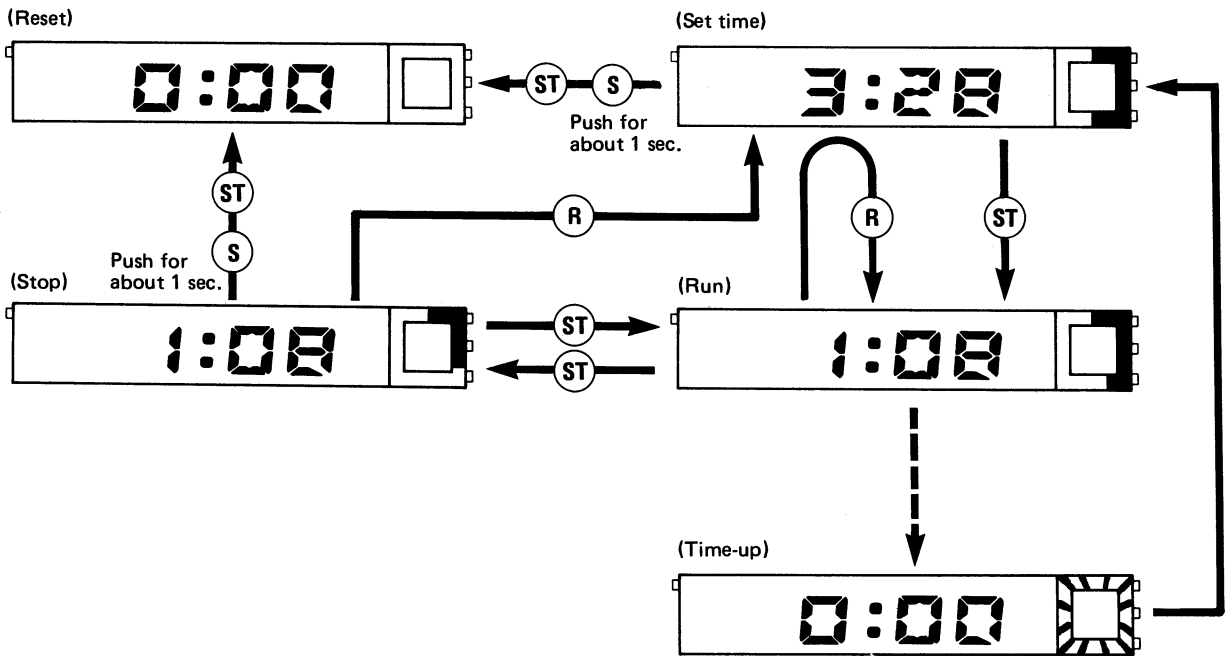 (Reset)
0:00
(Set time)
3:28
ST
S
Push for
about 1 sec.
ST
S
R
R
ST
Push for
about 1 sec.
(Stop)
1:08
ST
ST
(Run)
1:08
(Time-up)
0:00